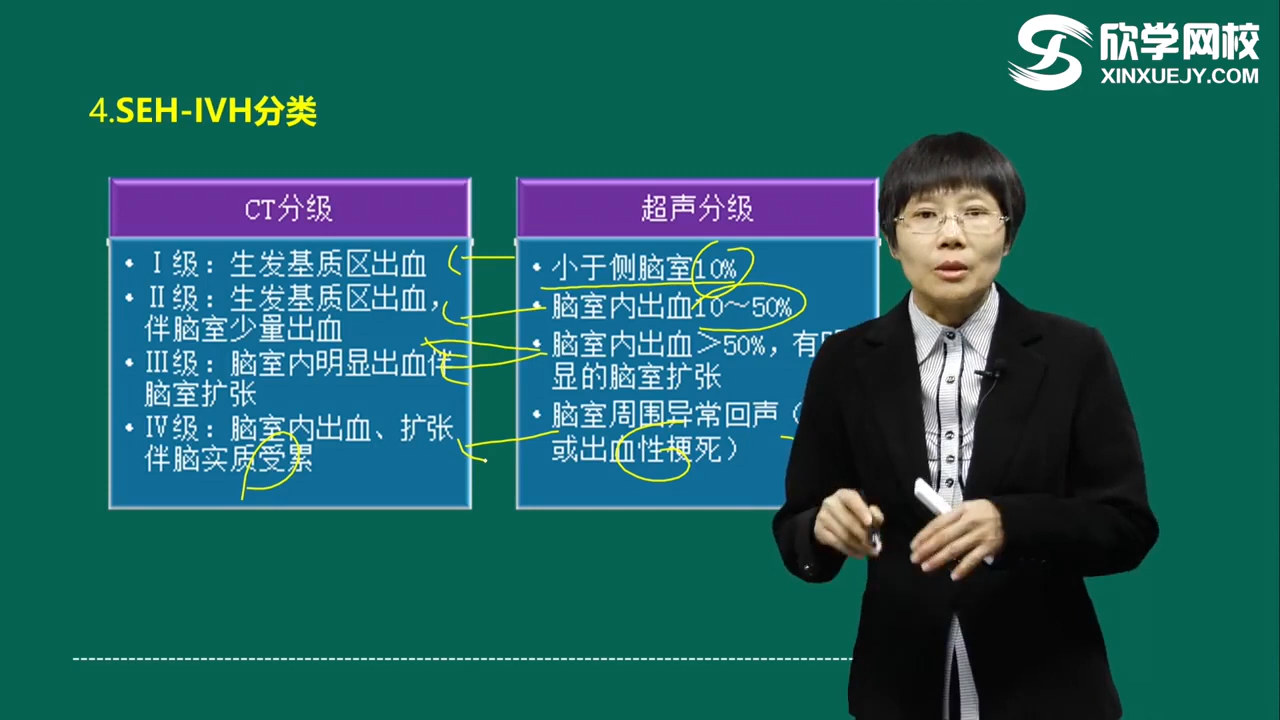 欣学网校
XINXUEJY.COM
4.SEH-IVH分类
CT分级
• Ⅰ级：生发基质区出血
• Ⅱ级：生发基质区出血，
伴脑室少量出血
• Ⅲ级：脑室内明显出血伴
脑室扩张
• Ⅳ级：脑室内出血、扩张
伴脑实质受累
超声分级
• 小于侧脑室10%
• 脑室内出血10～50%
• 脑室内出血＞50%，有
显的脑室扩张
• 脑室周围异常回声（
或出血性梗死）